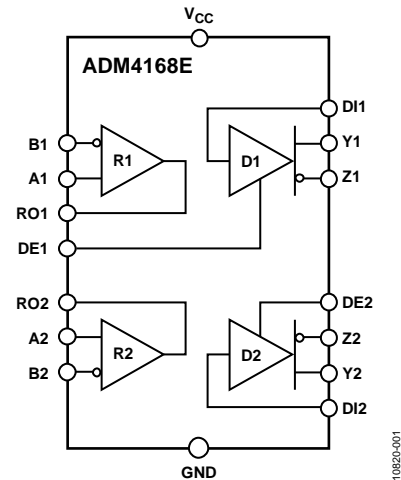 VCC
ADM4168E
DI1
B1
R1
D1
Y1
A1
Z1
RO1
DE1
RO2
DE2
A2
R2
D2
Z2
B2
Y2
DI2
GND
10820-001